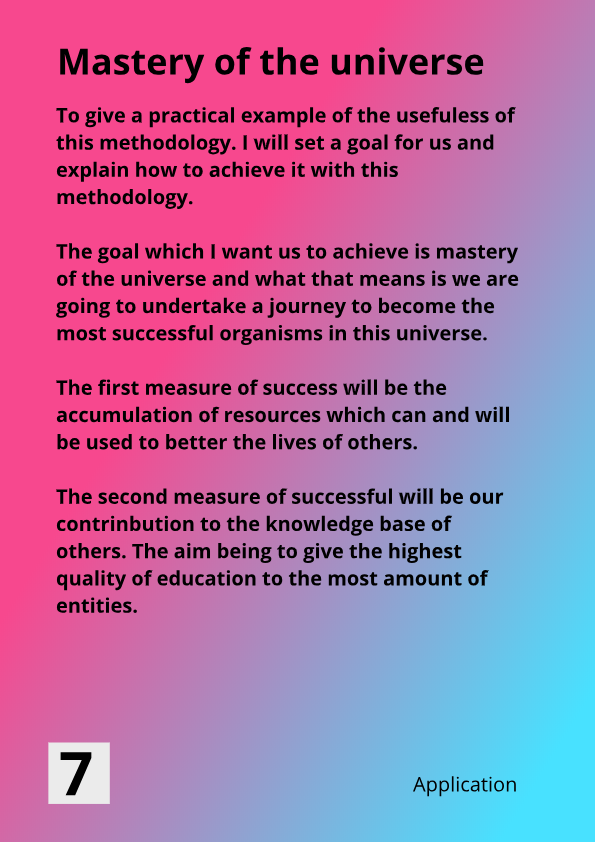 Mastery of the universe
To give a practical example of the usefuless of
this methodology. I will set a goal for us and
explain how to achieve it with this
methodology.
The goal which I want us to achieve is mastery
of the universe and what that means is we are
going to undertake a journey to become the
most successful organisms in this universe.
The first measure of success will be the
accumulation of resources which can and will
be used to better the lives of others.
The second measure of successful will be our
contrinbution to the knowledge base of
others. The aim being to give the highest
quality of education to the most amount of
entities.
7
Application